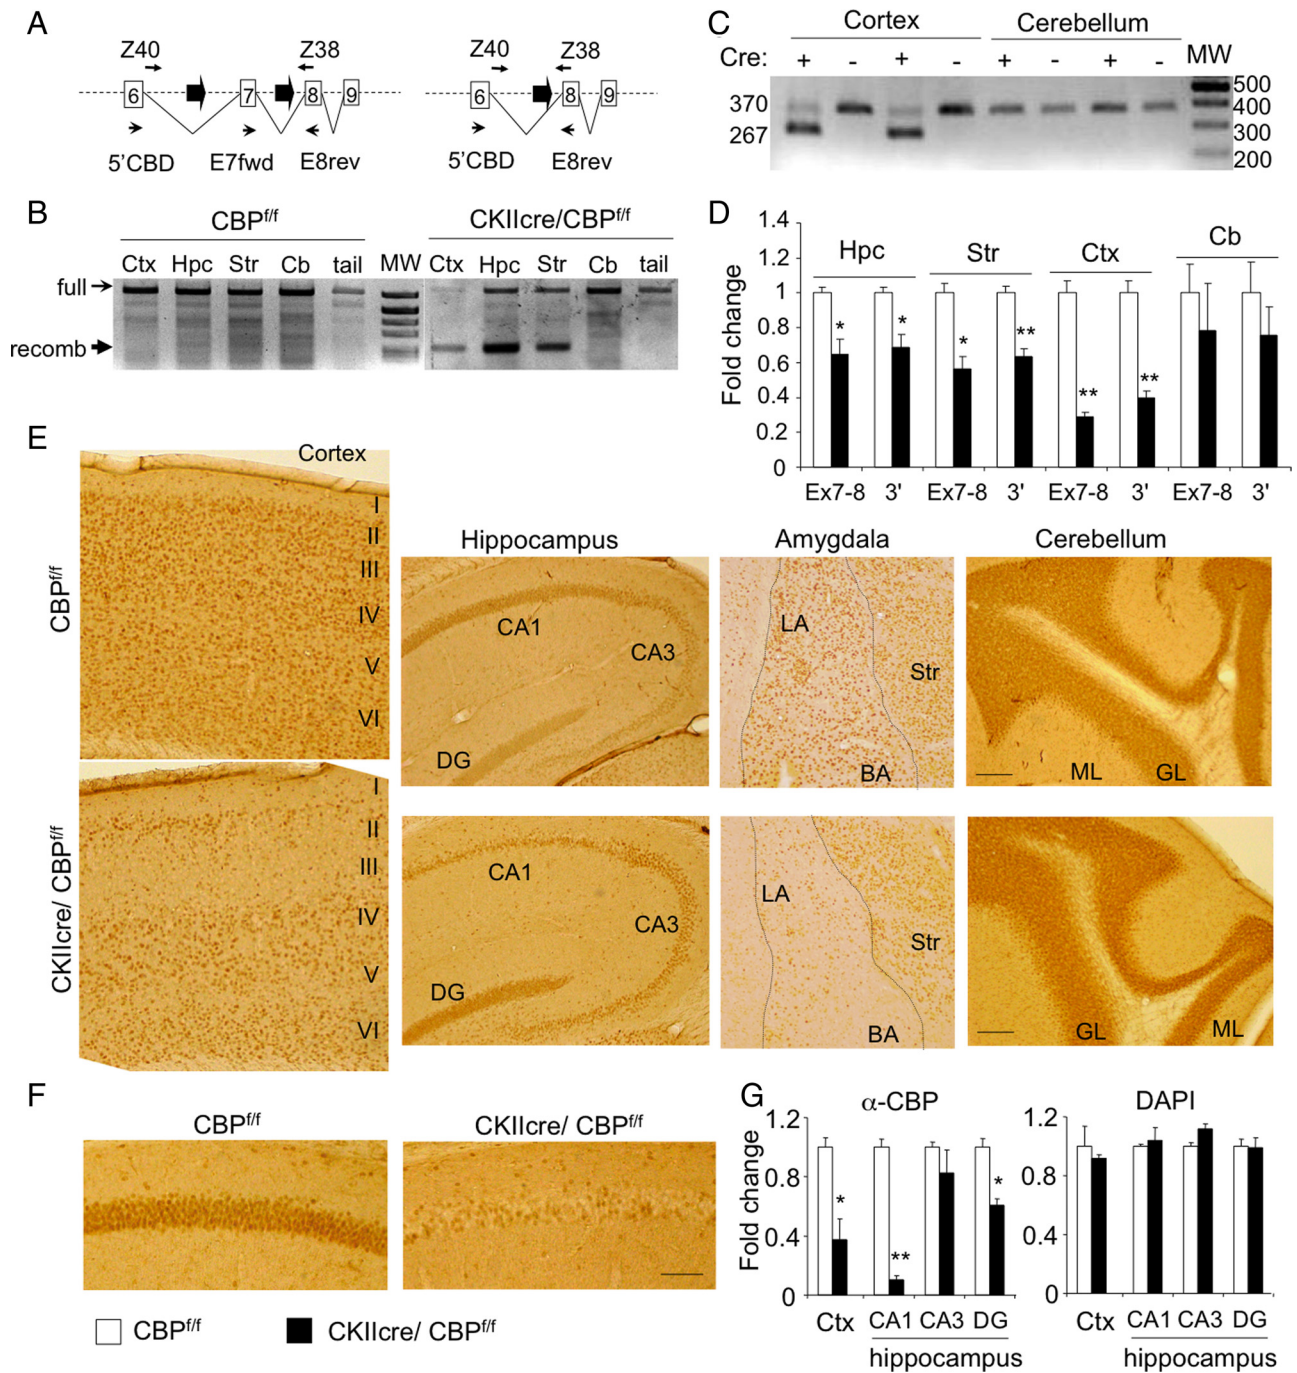 A
Z40 Z38 Z40 Z38
6 7 8 9 6 8 9
5'CBD E7fwd E8rev 5'CBD E8rev
C
Cortex Cerebellum
Cre: + - + - + - + - MW
370
267
500
400
300
200
B
CBPf/f CKIIcre/CBPf/f
Ctx Hpc Str Cb tail MW Ctx Hpc Str Cb tail
full
recomb
D
Fold change
1.4
1.2
1
0.8
0.6
0.4
0.2
0
Hpc Str Ctx Cb
* * * ** ** **
Ex7-8 3' Ex7-8 3' Ex7-8 3' Ex7-8 3'
E
Cortex
Hippocampus Amygdala Cerebellum
CBPf/f
I
II
III
IV
V
VI
CA1
CA3
DG
LA
Str
BA
ML GL
CKIIcre/ CBPf/f
I
II
III
IV
V
VI
CA1
CA3
DG
LA
Str
BA
GL ML
F
CBPf/f CKIIcre/ CBPf/f
CBPf/f CKIIcre/ CBPf/f
G
α-CBP
Fold change
1.2
0.8
0.4
0
* ** *
Ctx CA1 CA3 DG
hippocampus
DAPI
1.2
0.8
0.4
0
Ctx CA1 CA3 DG
hippocampus